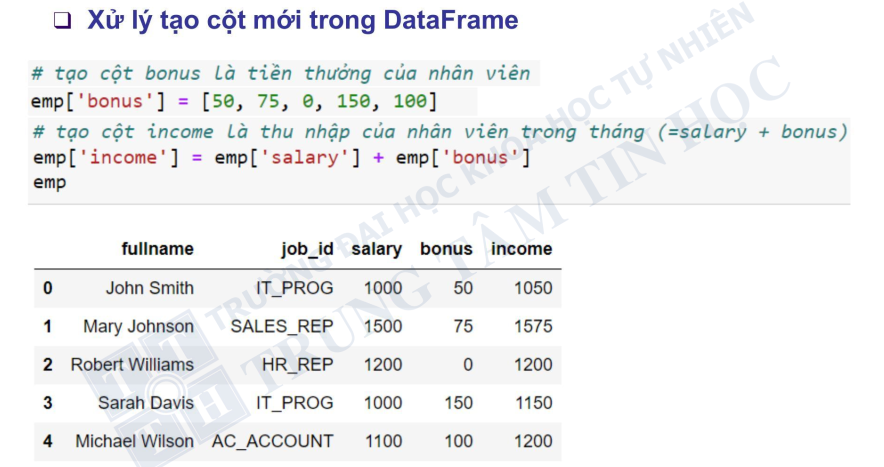 ❑ Xử lý tạo cột mới trong DataFrame
# tạo cột bonus là tiền thưởng của nhân viên
emp['bonus'] = [50, 75, 0, 150, 100]
# tạo cột income là thu nhập của nhân viên trong tháng (=salary + bonus)
emp['income'] = emp['salary'] + emp['bonus']
emp
fullname job_id salary bonus income
0 John Smith IT_PROG 1000 50 1050
1 Mary Johnson SALES_REP 1500 75 1575
2 Robert Williams HR_REP 1200 0 1200
3 Sarah Davis IT_PROG 1000 150 1150
4 Michael Wilson AC_ACCOUNT 1100 100 1200
TRƯỜNG ĐẠI HỌC KHOA HỌC TỰ NHIÊN
TRUNG TÂM TIN HỌC